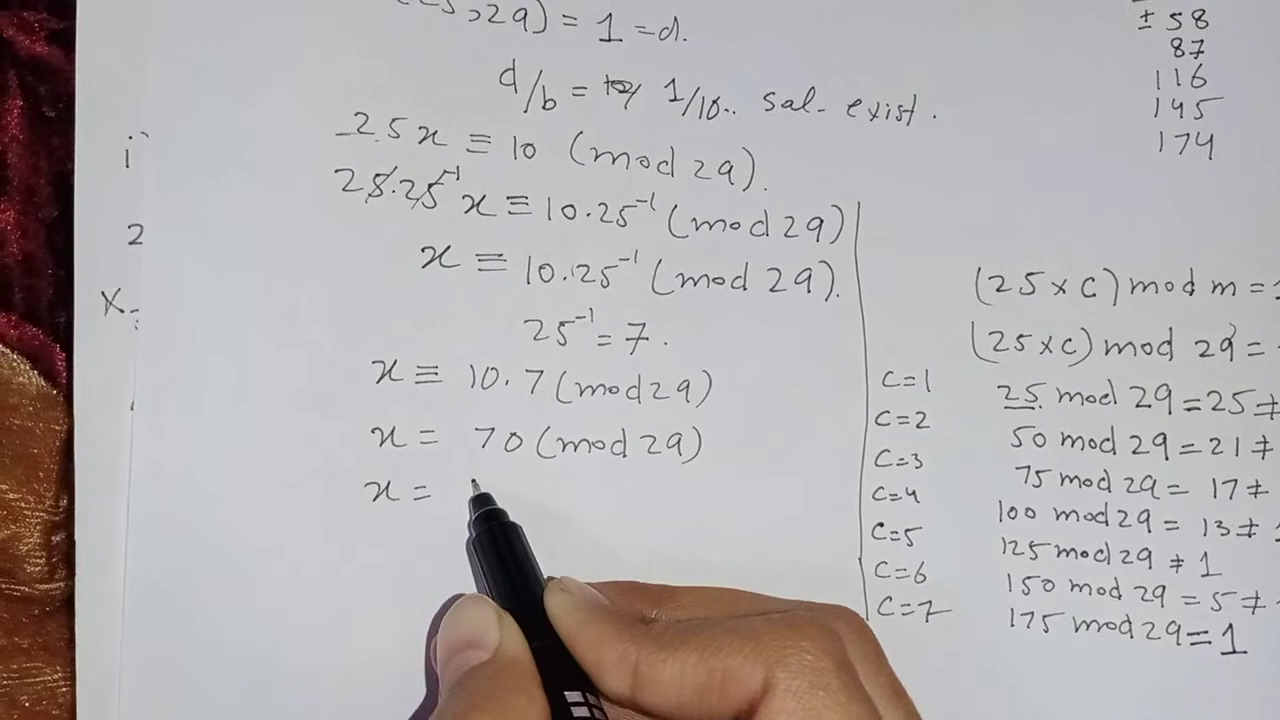 ,29) = 1 = d.
d/b = 1/10.. sol- exist.
25x ≡ 10 (mod 29).
25.25⁻¹x ≡ 10.25⁻¹ (mod 29)
x ≡ 10.25⁻¹ (mod 29).
25⁻¹ = 7.
x ≡ 10.7 (mod 29)
x = 70 (mod 29)
x =
i
2
X-
± 58
87
116
145
174
(25 x c) mod m =
(25 x c) mod 29 =
c=1 25 mod 29 = 25 ≠
c=2 50 mod 29 = 21 ≠
c=3 75 mod 29 = 17 ≠
c=4 100 mod 29 = 13 ≠
c=5 125 mod 29 ≠ 1
c=6 150 mod 29 = 5 ≠
c=7 175 mod 29 = 1